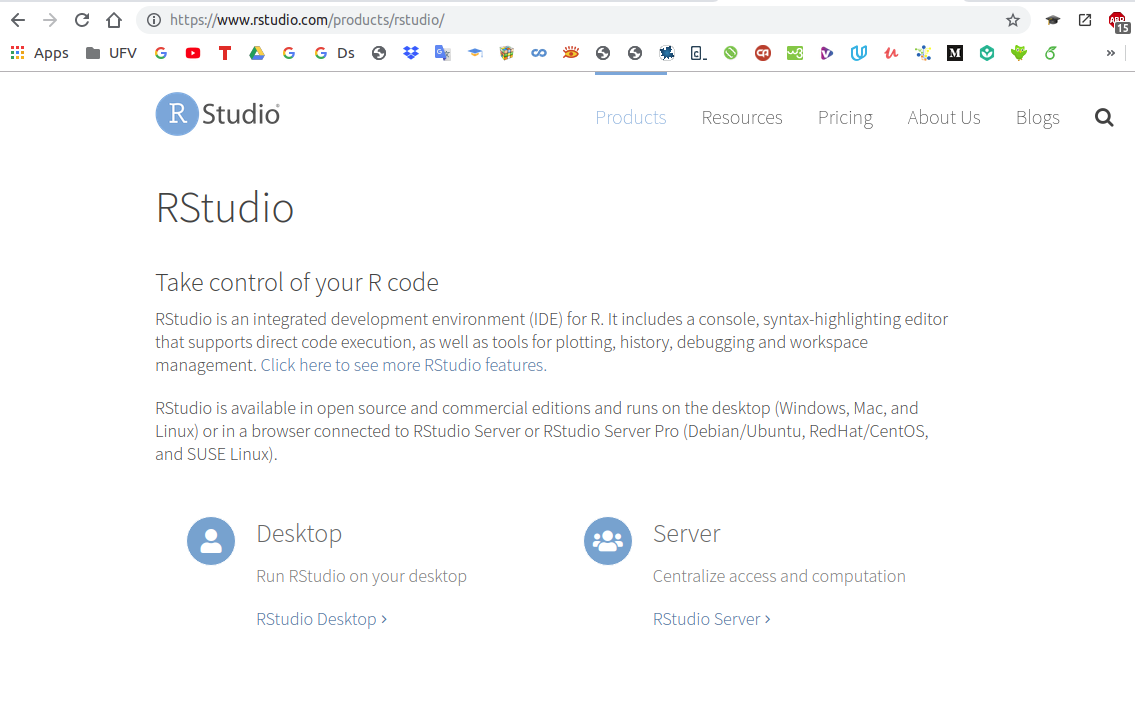 https://www.rstudio.com/products/rstudio/
ABP
15
Apps UFV Ds
R Studio®
Products Resources Pricing About Us Blogs
RStudio
Take control of your R code
RStudio is an integrated development environment (IDE) for R. It includes a console, syntax-highlighting editor
that supports direct code execution, as well as tools for plotting, history, debugging and workspace
management. Click here to see more RStudio features.
RStudio is available in open source and commercial editions and runs on the desktop (Windows, Mac, and
Linux) or in a browser connected to RStudio Server or RStudio Server Pro (Debian/Ubuntu, RedHat/CentOS,
and SUSE Linux).
Desktop
Run RStudio on your desktop
RStudio Desktop ›
Server
Centralize access and computation
RStudio Server ›